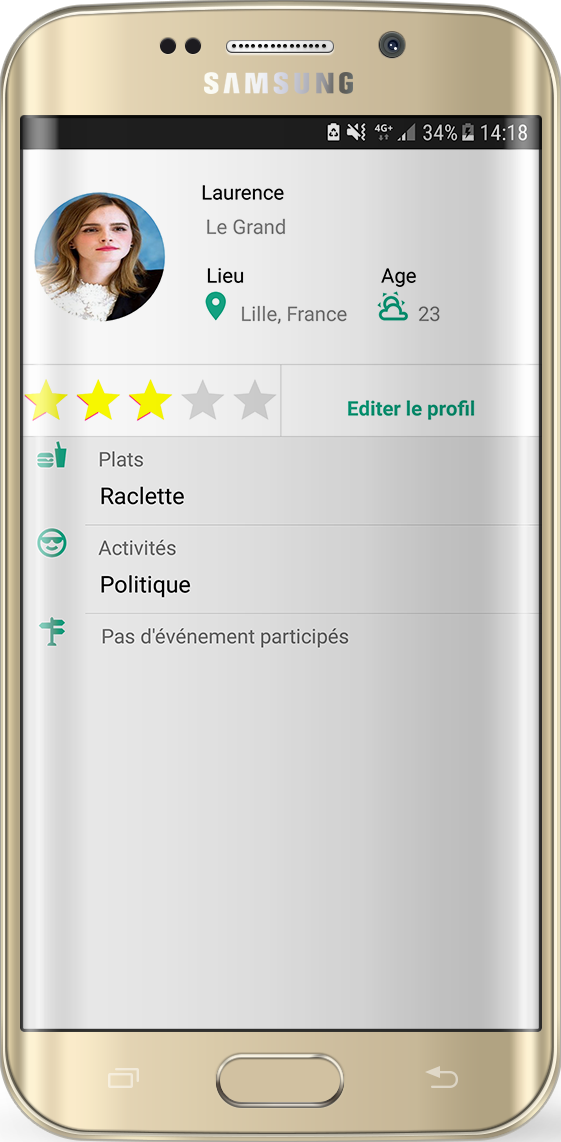 SAMSUNG
4G+ 34% 14:18
Laurence
Le Grand
Lieu
Age
Lille, France
23
Editer le profil
Plats
Raclette
Activités
Politique
Pas d'événement participés